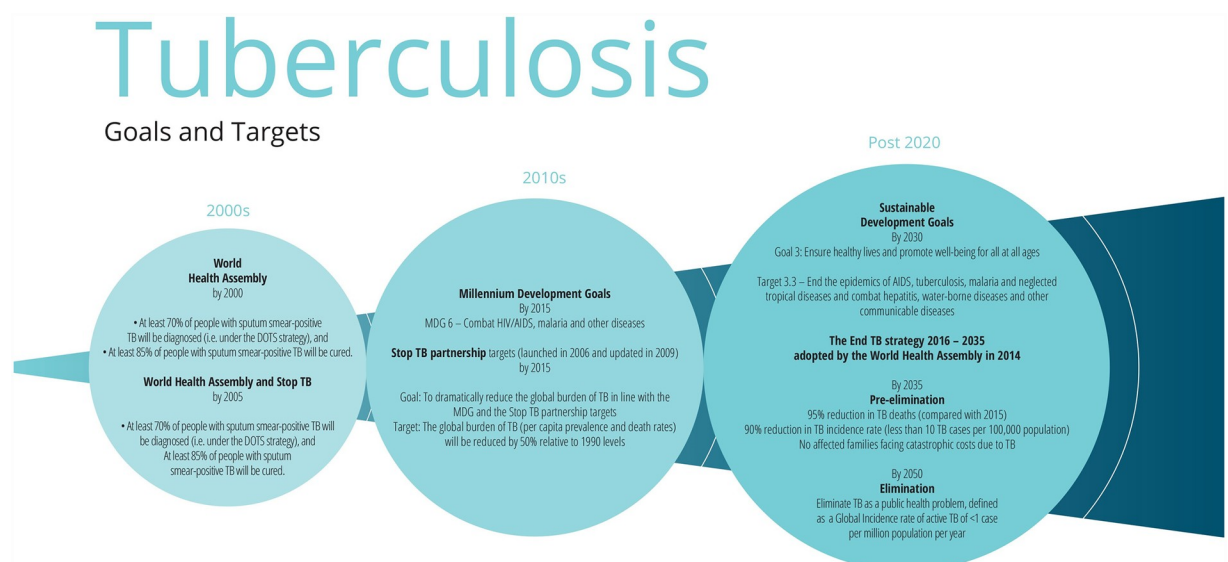 Tuberculosis
Goals and Targets
2000s
World
Health Assembly
by 2000
• At least 70% of people with sputum smear-positive
TB will be diagnosed (i.e. under the DOTS strategy), and
• At least 85% of people with sputum smear-positive TB will be cured.
World Health Assembly and Stop TB
by 2005
• At least 70% of people with sputum smear-positive TB will
be diagnosed (i.e. under the DOTS strategy), and
At least 85% of people with sputum
smear-positive TB will be cured.
2010s
Millennium Development Goals
By 2015
MDG 6 – Combat HIV/AIDS, malaria and other diseases
Stop TB partnership targets (launched in 2006 and updated in 2009)
by 2015
Goal: To dramatically reduce the global burden of TB in line with the
MDG and the Stop TB partnership targets
Target: The global burden of TB (per capita prevalence and death rates)
will be reduced by 50% relative to 1990 levels
Post 2020
Sustainable
Development Goals
By 2030
Goal 3: Ensure healthy lives and promote well-being for all at all ages
Target 3.3 – End the epidemics of AIDS, tuberculosis, malaria and neglected
tropical diseases and combat hepatitis, water-borne diseases and other
communicable diseases
The End TB strategy 2016 – 2035
adopted by the World Health Assembly in 2014
By 2035
Pre-elimination
95% reduction in TB deaths (compared with 2015)
90% reduction in TB incidence rate (less than 10 TB cases per 100,000 population)
No affected families facing catastrophic costs due to TB
By 2050
Elimination
Eliminate TB as a public health problem, defined
as a Global Incidence rate of active TB of <1 case
per million population per year